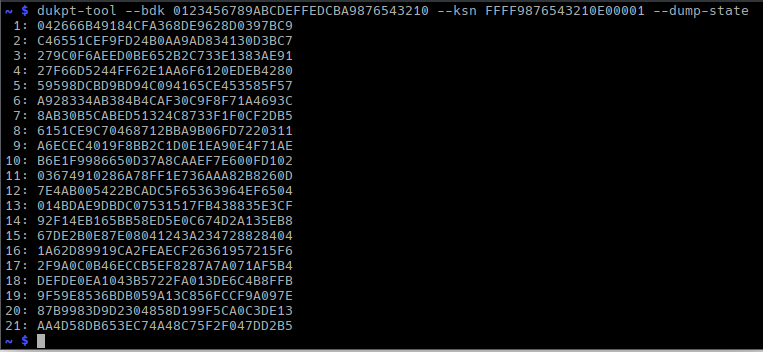 ~ $ dukpt-tool --bdk 0123456789ABCDEFFEDCBA9876543210 --ksn FFFF9876543210E00001 --dump-state
1: 042666B49184CFA368DE9628D0397BC9
2: C46551CEF9FD24B0AA9AD834130D3BC7
3: 279C0F6AEED0BE652B2C733E1383AE91
4: 27F66D5244FF62E1AA6F6120EDEB4280
5: 59598DCBD9BD94C094165CE453585F57
6: A928334AB384B4CAF30C9F8F71A4693C
7: 8AB30B5CABED51324C8733F1F0CF2DB5
8: 6151CE9C70468712BBA9B06FD7220311
9: A6ECEC4019F8BB2C1D0E1EA90E4F71AE
10: B6E1F9986650D37A8CAAEF7E600FD102
11: 03674910286A78FF1E736AAA82B8260D
12: 7E4AB005422BCADC5F65363964EF6504
13: 014BDAE9DBDC07531517FB438835E3CF
14: 92F14EB165BB58ED5E0C674D2A135EB8
15: 67DE2B0E87E08041243A234728828404
16: 1A62D89919CA2FEAECF26361957215F6
17: 2F9A0C0B46ECCB5EF8287A7A071AF5B4
18: DEFDE0EA1043B5722FA013DE6C4B8FFB
19: 9F59E8536BDB059A13C856FCCF9A097E
20: 87B9983D9D2304858D199F5CA0C3DE13
21: AA4D58DB653EC74A48C75F2F047DD2B5
~ $